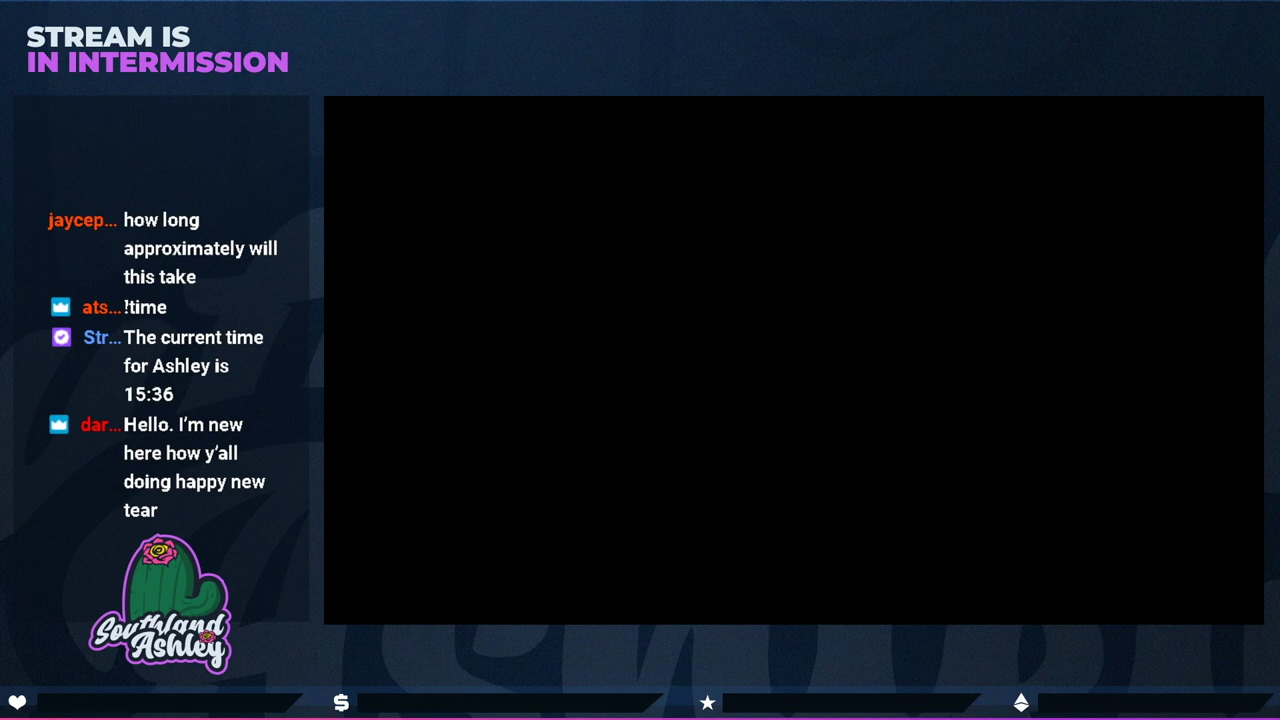 STREAM IS
IN INTERMISSION
jaycep... how long
approximately will
this take
ats... !time
Str... The current time
for Ashley is
15:36
dar... Hello. I'm new
here how y'all
doing happy new
tear
Southland
Ashley